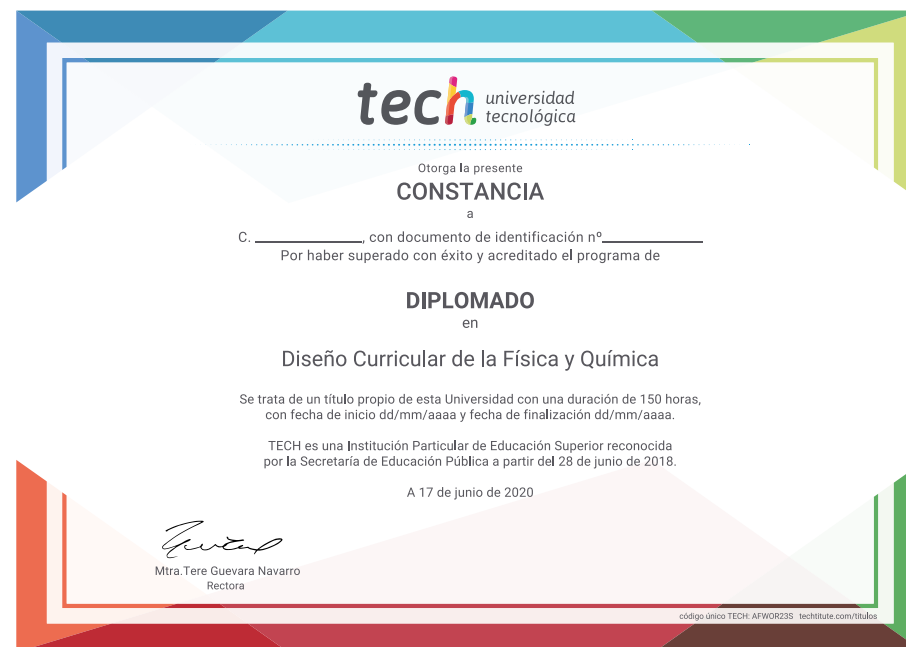 tech universidad
tecnológica
Otorga la presente
CONSTANCIA
a
C. ____________, con documento de identificación nº____________
Por haber superado con éxito y acreditado el programa de
DIPLOMADO
en
Diseño Curricular de la Física y Química
Se trata de un título propio de esta Universidad con una duración de 150 horas,
con fecha de inicio dd/mm/aaaa y fecha de finalización dd/mm/aaaa.
TECH es una Institución Particular de Educación Superior reconocida
por la Secretaría de Educación Pública a partir del 28 de junio de 2018.
A 17 de junio de 2020
Mtra.Tere Guevara Navarro
Rectora
código único TECH: AFWOR23S techtitute.com/titulos